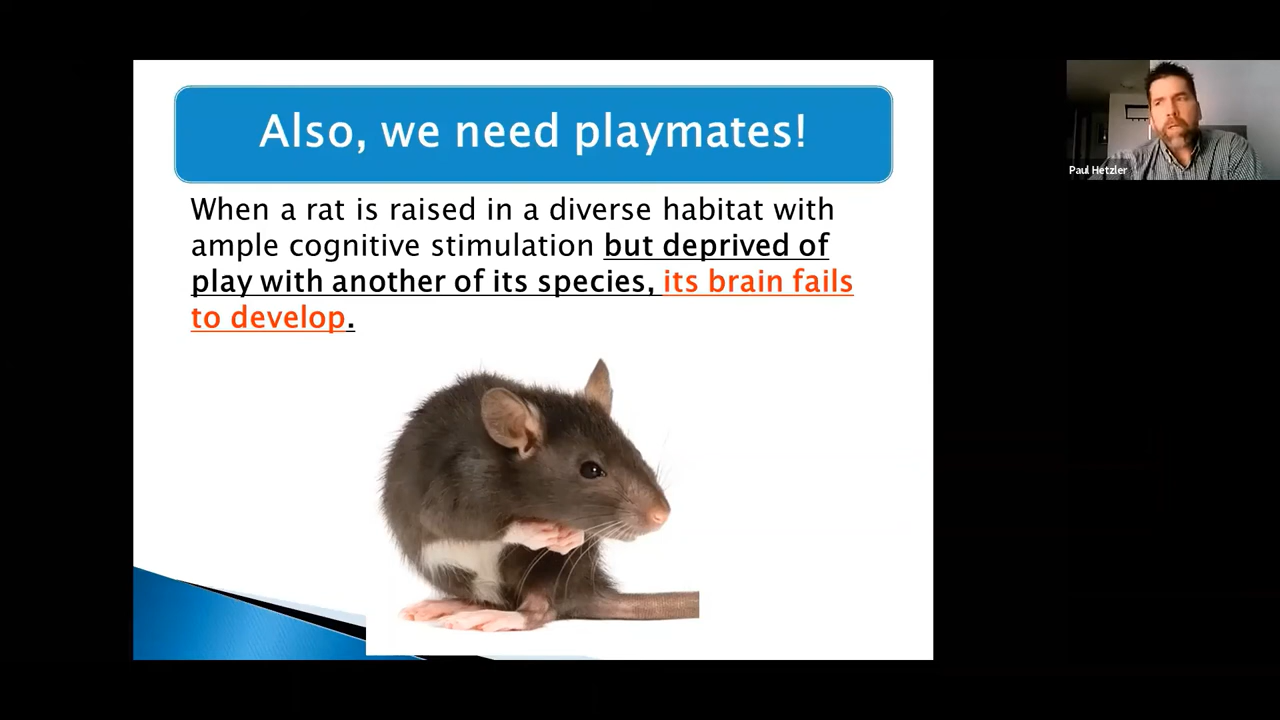 Also, we need playmates!
When a rat is raised in a diverse habitat with
ample cognitive stimulation but deprived of
play with another of its species, its brain fails
to develop.
Paul Hetzler